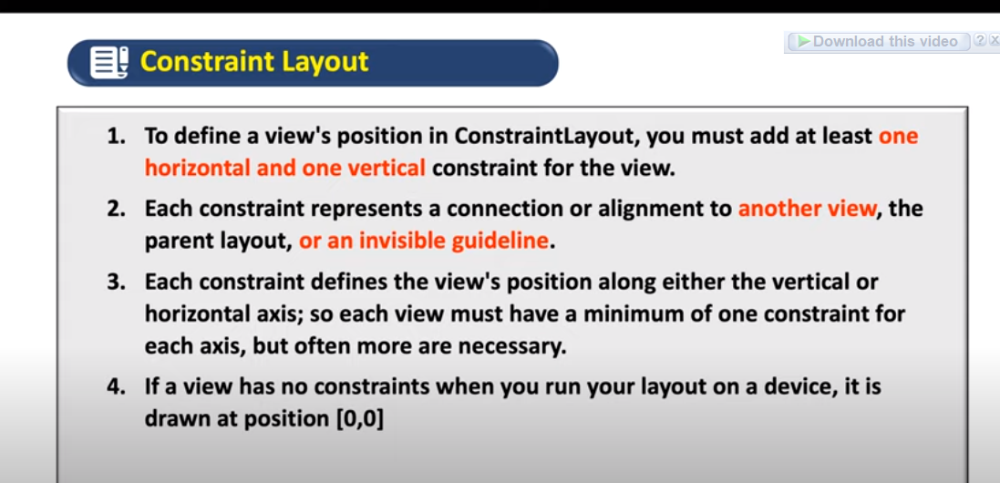 Download this video
Constraint Layout
1. To define a view's position in ConstraintLayout, you must add at least one
horizontal and one vertical constraint for the view.
2. Each constraint represents a connection or alignment to another view, the
parent layout, or an invisible guideline.
3. Each constraint defines the view's position along either the vertical or
horizontal axis; so each view must have a minimum of one constraint for
each axis, but often more are necessary.
4. If a view has no constraints when you run your layout on a device, it is
drawn at position [0,0]